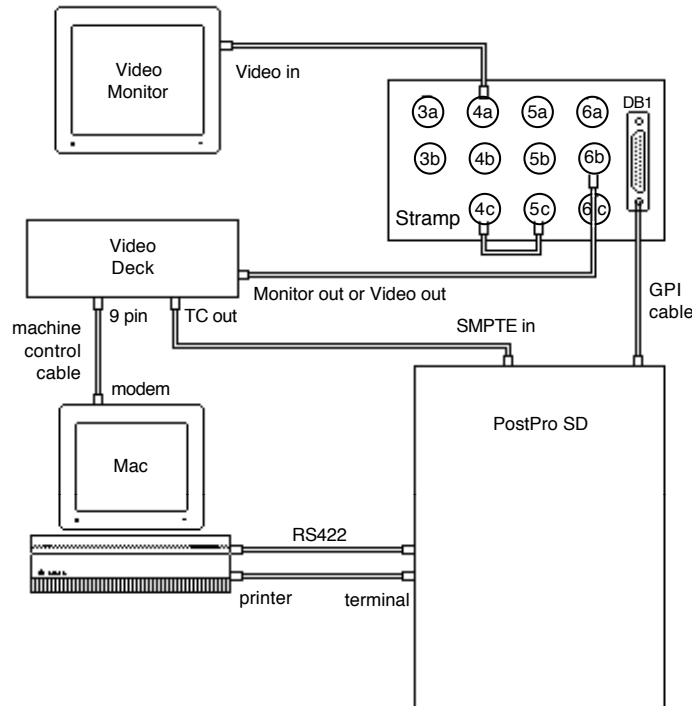 Video
Monitor
Video in
3a 4a 5a 6a DB1
3b 4b 5b 6b
4c 5c 6c
Stramp
Video
Deck
Monitor out or Video out
GPI
cable
9 pin TC out
machine
control
cable
SMPTE in
modem
PostPro SD
Mac
RS422
printer terminal